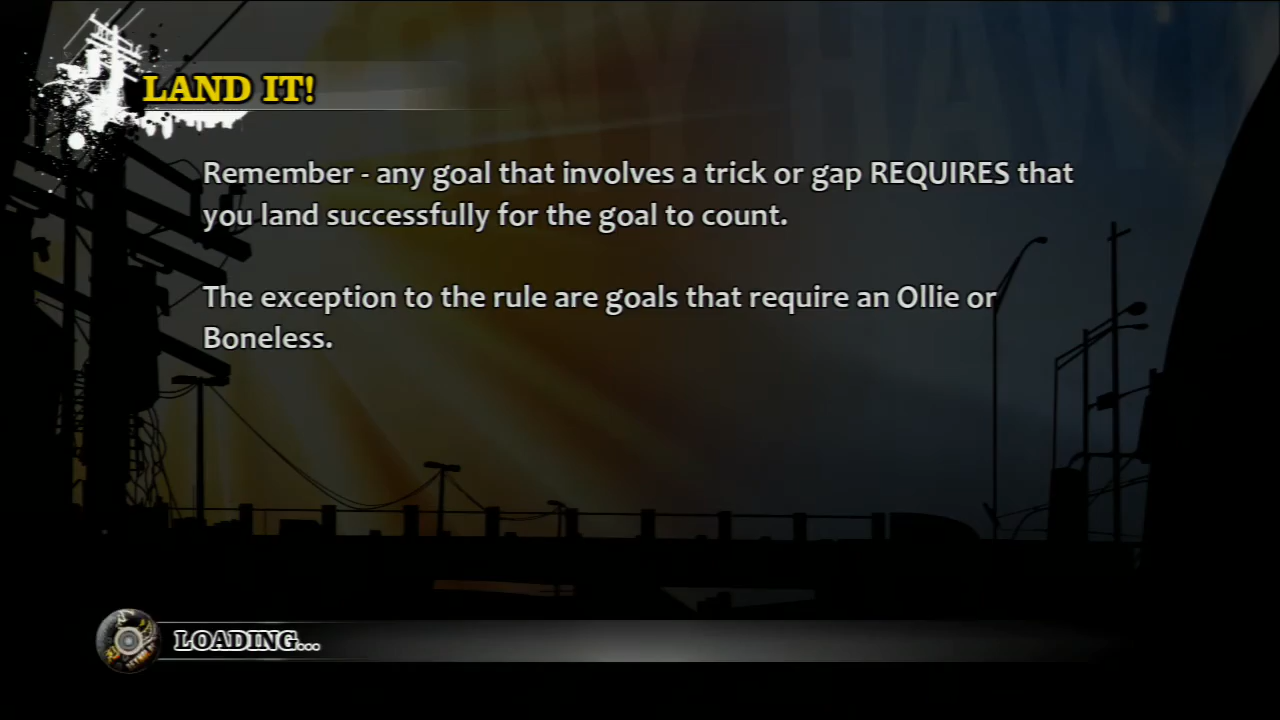 LAND IT!
Remember - any goal that involves a trick or gap REQUIRES that
you land successfully for the goal to count.
The exception to the rule are goals that require an Ollie or
Boneless.
LOADING...